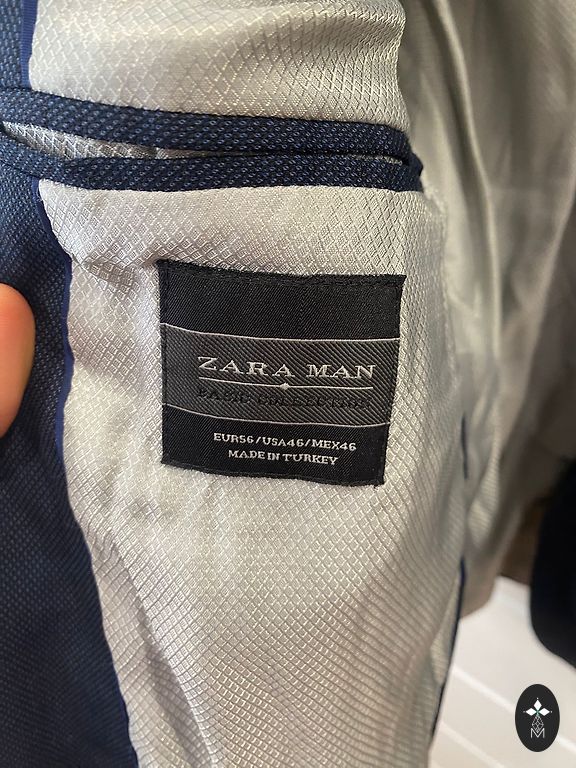 ZARA MAN
BASIC COLLECTION
EUR56/USA46/MEX46
MADE IN TURKEY
M